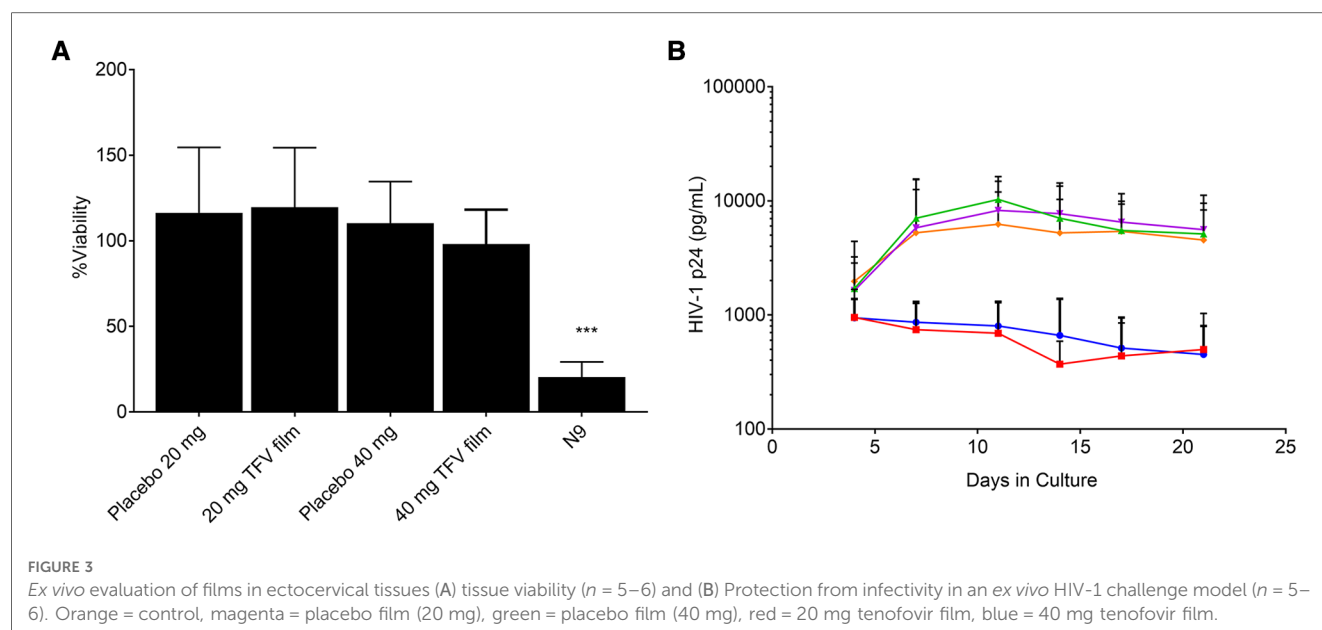 A
B
200
150
100
50
0
%Viability
***
Placebo 20 mg
20 mg TFV film
Placebo 40 mg
40 mg TFV film
N9
100000
10000
1000
100
HIV-1 p24 (pg/mL)
0 5 10 15 20 25
Days in Culture
FIGURE 3
Ex vivo evaluation of films in ectocervical tissues (A) tissue viability (n = 5–6) and (B) Protection from infectivity in an ex vivo HIV-1 challenge model (n = 5–
6). Orange = control, magenta = placebo film (20 mg), green = placebo film (40 mg), red = 20 mg tenofovir film, blue = 40 mg tenofovir film.